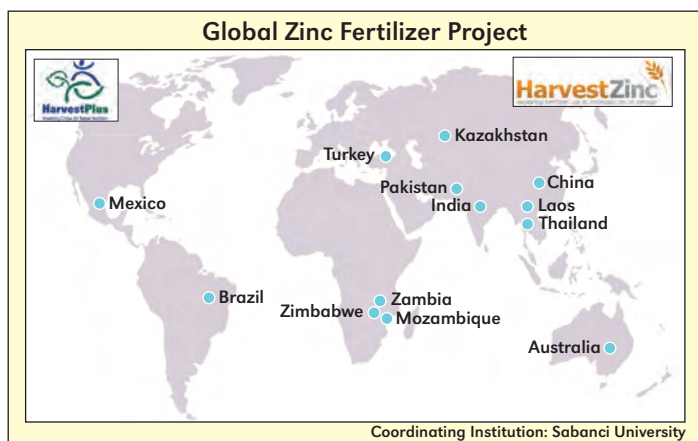 Global Zinc Fertilizer Project
HarvestPlus
HarvestZinc
Kazakhstan
Turkey
Pakistan
China
India
Laos
Thailand
Mexico
Brazil
Zambia
Zimbabwe
Mozambique
Australia
Coordinating Institution: Sabanci University